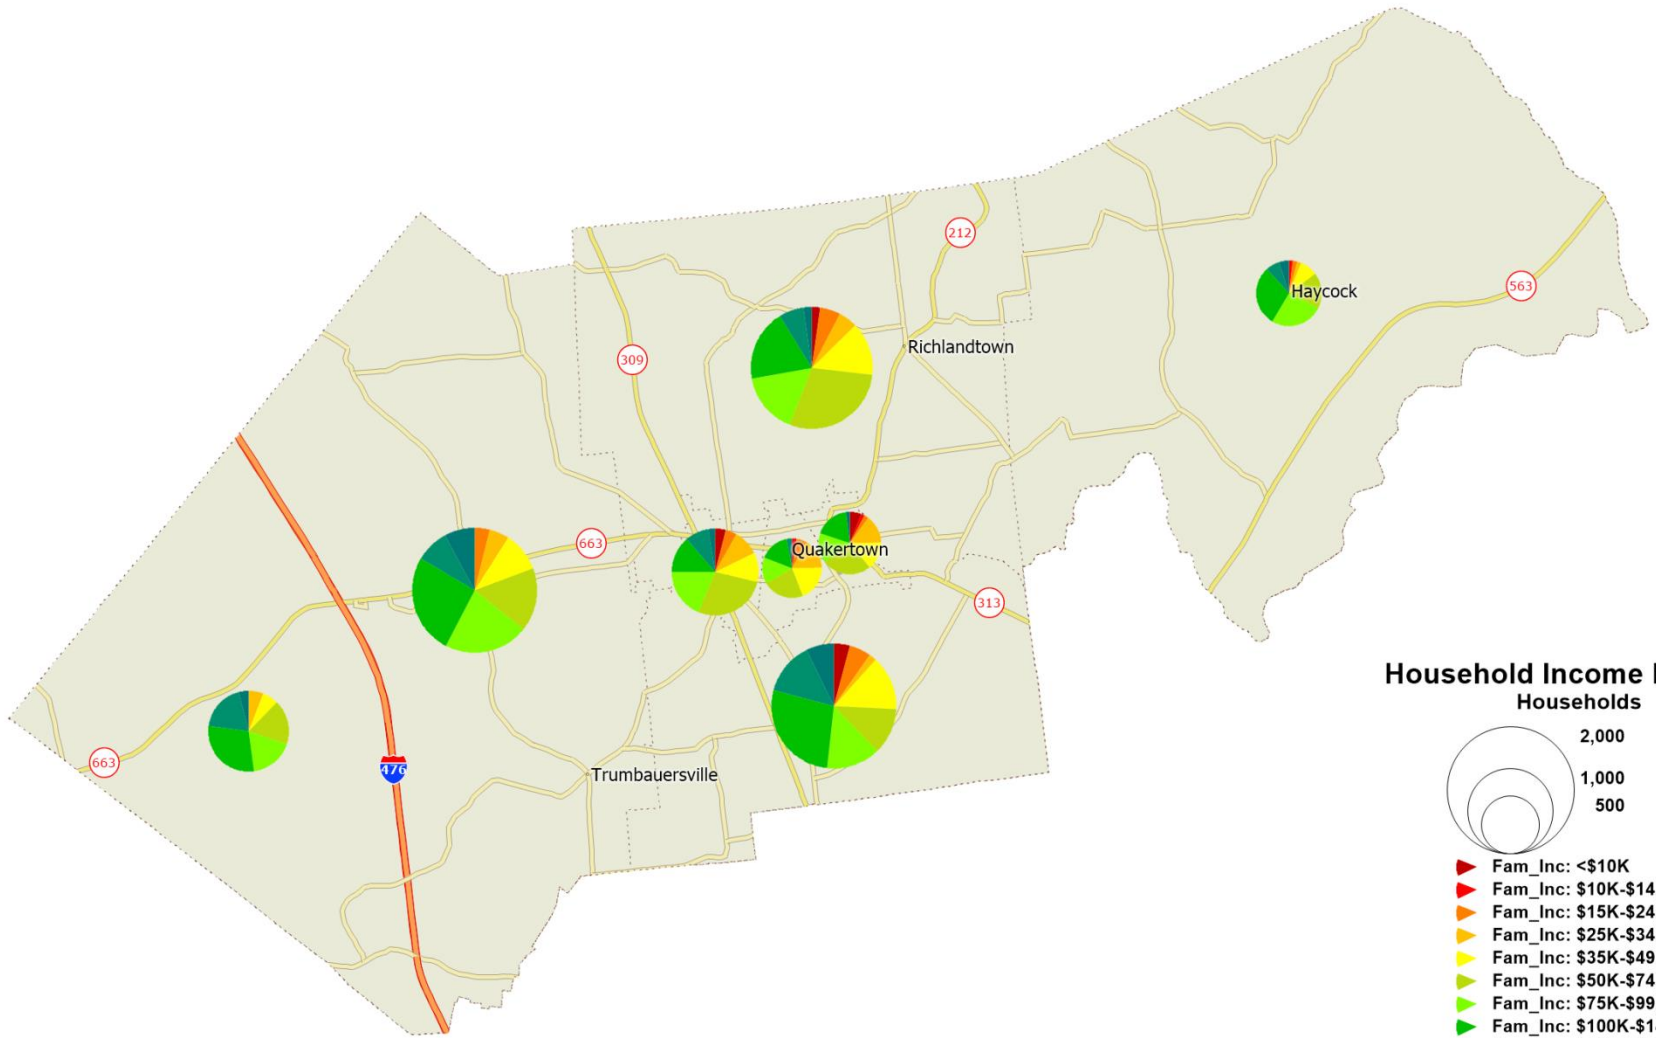 212
Haycock
563
309
Richlandtown
663
Quakertown
313
663
476
Trumbauersville
Household Income
Households
2,000
1,000
500
Fam_Inc: <$10K
Fam_Inc: $10K-$14
Fam_Inc: $15K-$24
Fam_Inc: $25K-$34
Fam_Inc: $35K-$49
Fam_Inc: $50K-$74
Fam_Inc: $75K-$99
Fam_Inc: $100K-$1